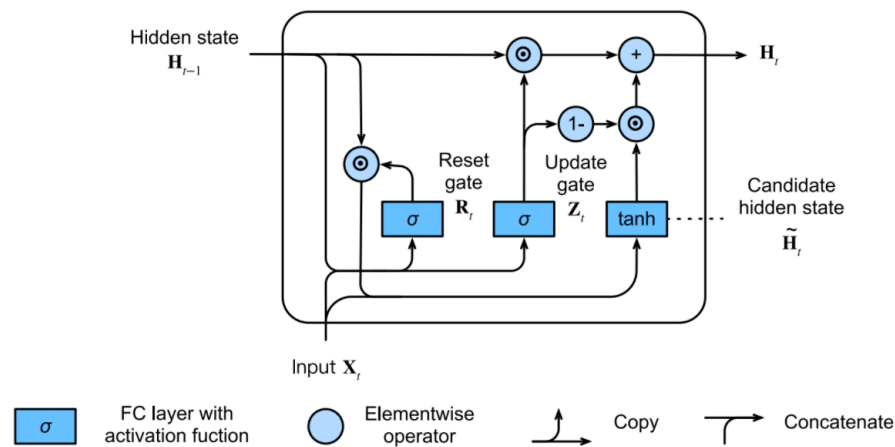 Hidden state
H_{t−1}
⊙
+
H_t
1-
⊙
⊙
Reset
gate
R_t
Update
gate
Z_t
Candidate
hidden state
H̃_t
σ
σ
tanh
Input X_t
σ
FC layer with
activation fuction
Elementwise
operator
Copy
Concatenate